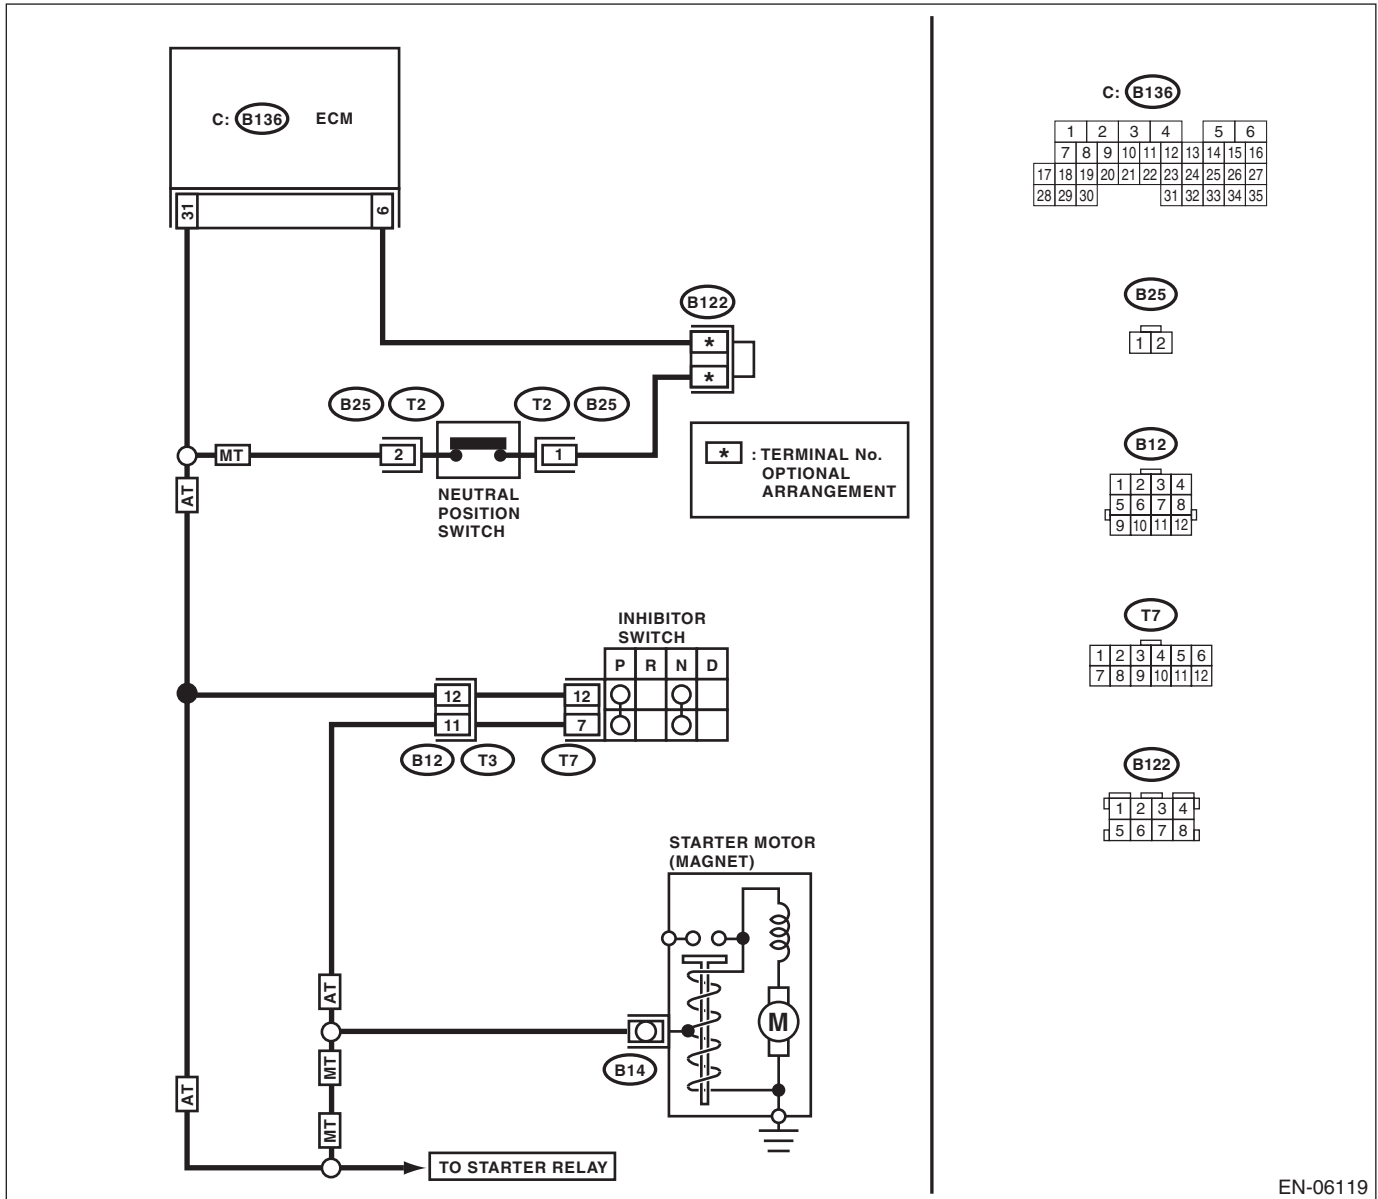 C: B136 ECM
31 6
B122
*
*
B25 T2 T2 B25
MT 2 1
NEUTRAL
POSITION
SWITCH
* : TERMINAL No.
OPTIONAL
ARRANGEMENT
AT
INHIBITOR
SWITCH
P R N D
12 12
11 7
B12 T3 T7
STARTER MOTOR
(MAGNET)
M
AT
B14
MT
AT
MT
TO STARTER RELAY
C: B136
1 2 3 4 5 6
7 8 9 10 11 12 13 14 15 16
17 18 19 20 21 22 23 24 25 26 27
28 29 30 31 32 33 34 35
B25
1 2
B12
1 2 3 4
5 6 7 8
9 10 11 12
T7
1 2 3 4 5 6
7 8 9 10 11 12
B122
1 2 3 4
5 6 7 8
EN-06119